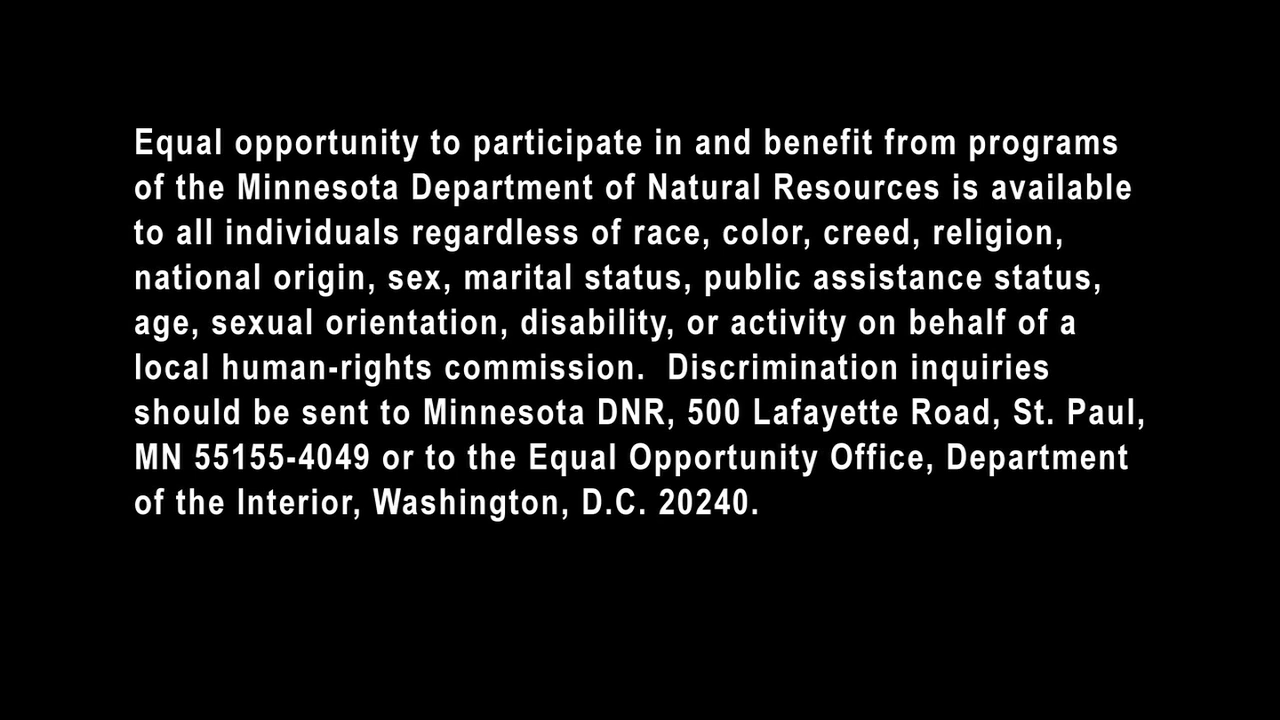 Equal opportunity to participate in and benefit from programs
of the Minnesota Department of Natural Resources is available
to all individuals regardless of race, color, creed, religion,
national origin, sex, marital status, public assistance status,
age, sexual orientation, disability, or activity on behalf of a
local human-rights commission.  Discrimination inquiries
should be sent to Minnesota DNR, 500 Lafayette Road, St. Paul,
MN 55155-4049 or to the Equal Opportunity Office, Department
of the Interior, Washington, D.C. 20240.